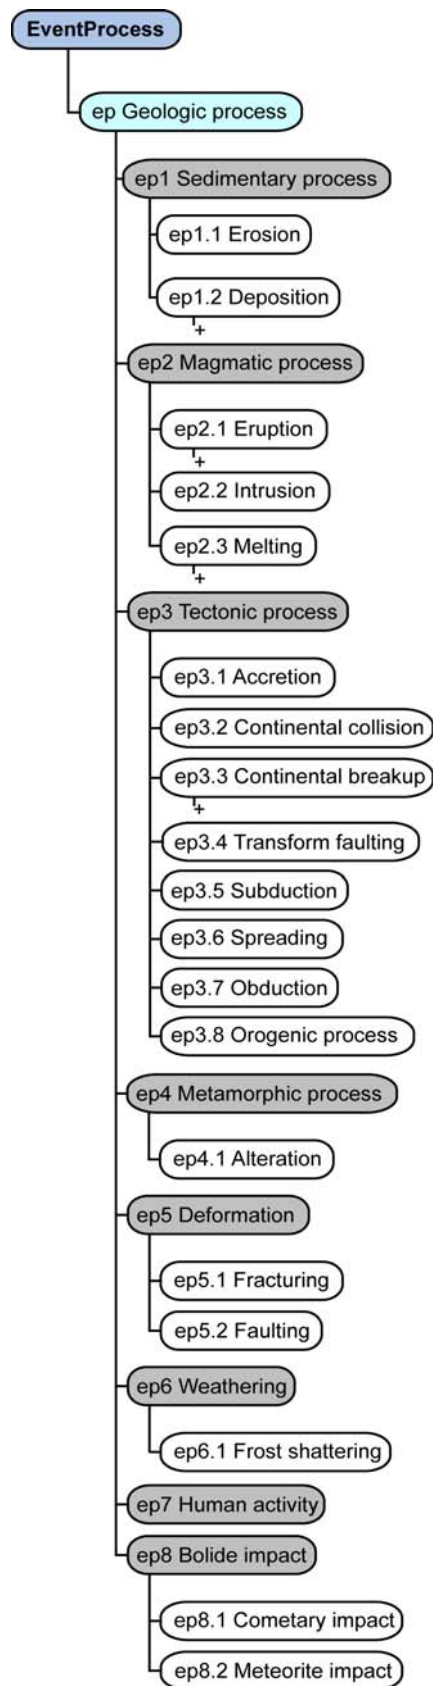 EventProcess
ep Geologic process
ep1 Sedimentary process
ep1.1 Erosion
ep1.2 Deposition
+
ep2 Magmatic process
ep2.1 Eruption
+
ep2.2 Intrusion
ep2.3 Melting
+
ep3 Tectonic process
ep3.1 Accretion
ep3.2 Continental collision
ep3.3 Continental breakup
+
ep3.4 Transform faulting
ep3.5 Subduction
ep3.6 Spreading
ep3.7 Obduction
ep3.8 Orogenic process
ep4 Metamorphic process
ep4.1 Alteration
ep5 Deformation
ep5.1 Fracturing
ep5.2 Faulting
ep6 Weathering
ep6.1 Frost shattering
ep7 Human activity
ep8 Bolide impact
ep8.1 Cometary impact
ep8.2 Meteorite impact